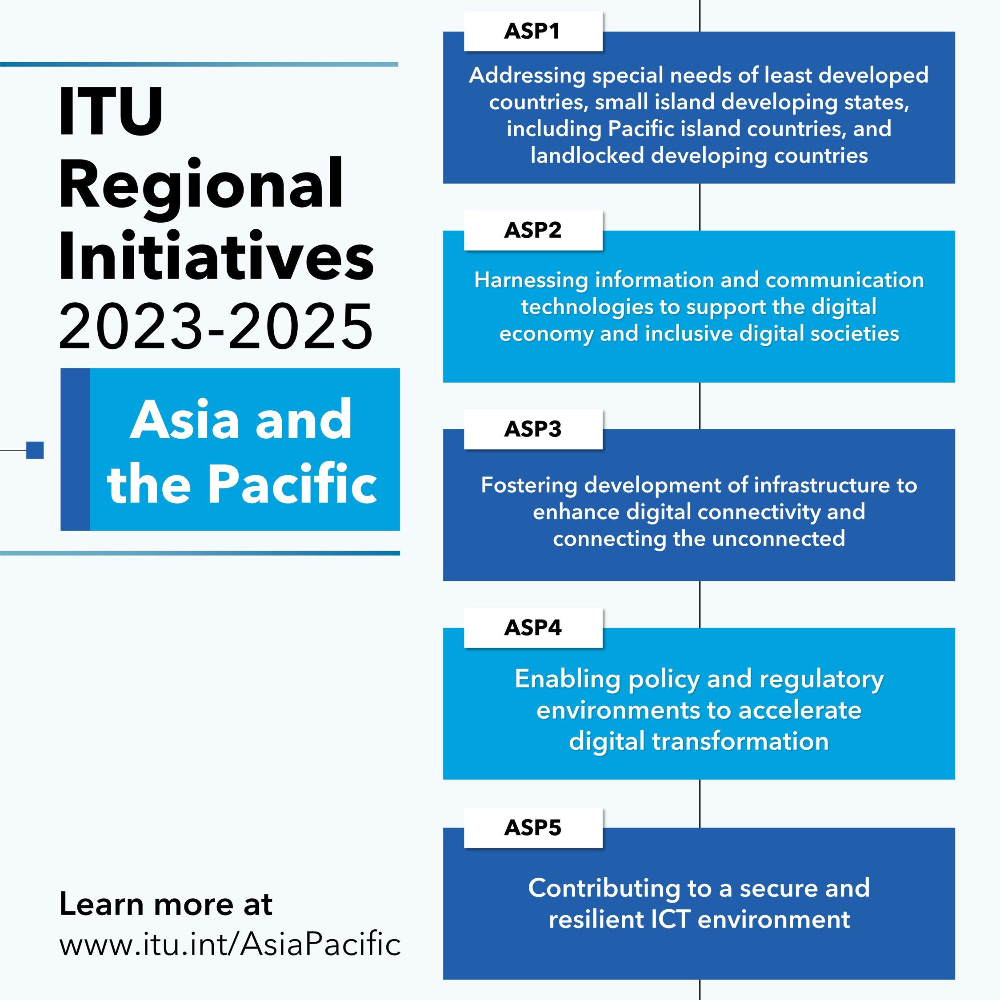 ITU
Regional
Initiatives
2023-2025
Asia and
the Pacific
Learn more at
www.itu.int/AsiaPacific
ASP1
Addressing special needs of least developed
countries, small island developing states,
including Pacific island countries, and
landlocked developing countries
ASP2
Harnessing information and communication
technologies to support the digital
economy and inclusive digital societies
ASP3
Fostering development of infrastructure to
enhance digital connectivity and
connecting the unconnected
ASP4
Enabling policy and regulatory
environments to accelerate
digital transformation
ASP5
Contributing to a secure and
resilient ICT environment